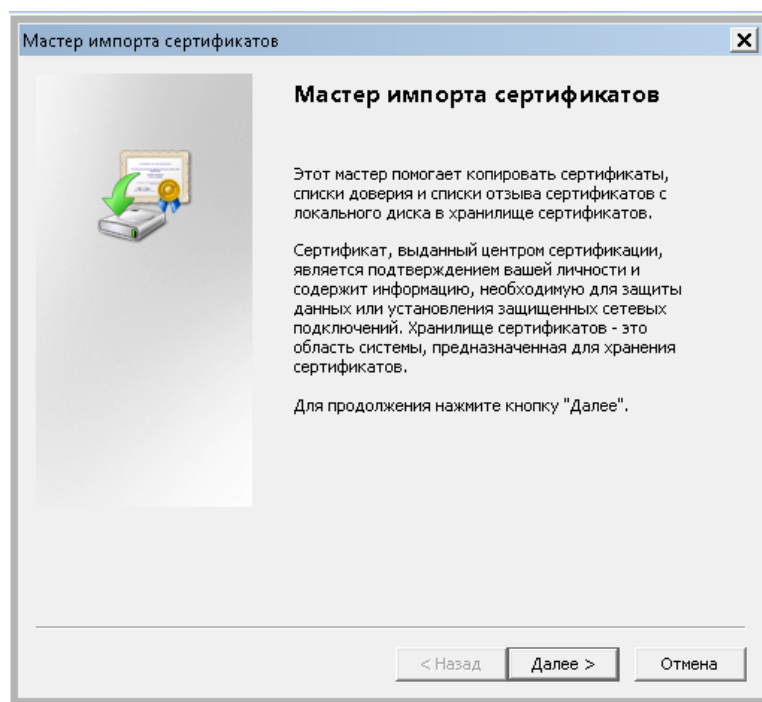 Мастер импорта сертификатов
Мастер импорта сертификатов
Этот мастер помогает копировать сертификаты,
списки доверия и списки отзыва сертификатов с
локального диска в хранилище сертификатов.
Сертификат, выданный центром сертификации,
является подтверждением вашей личности и
содержит информацию, необходимую для защиты
данных или установления защищенных сетевых
подключений. Хранилище сертификатов - это
область системы, предназначенная для хранения
сертификатов.
Для продолжения нажмите кнопку "Далее".
< Назад Далее > Отмена